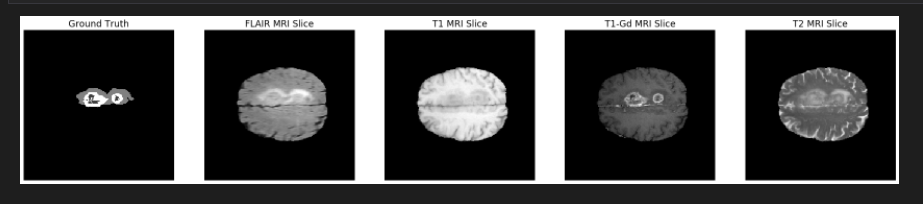 Ground Truth
FLAIR MRI Slice
T1 MRI Slice
T1-Gd MRI Slice
T2 MRI Slice